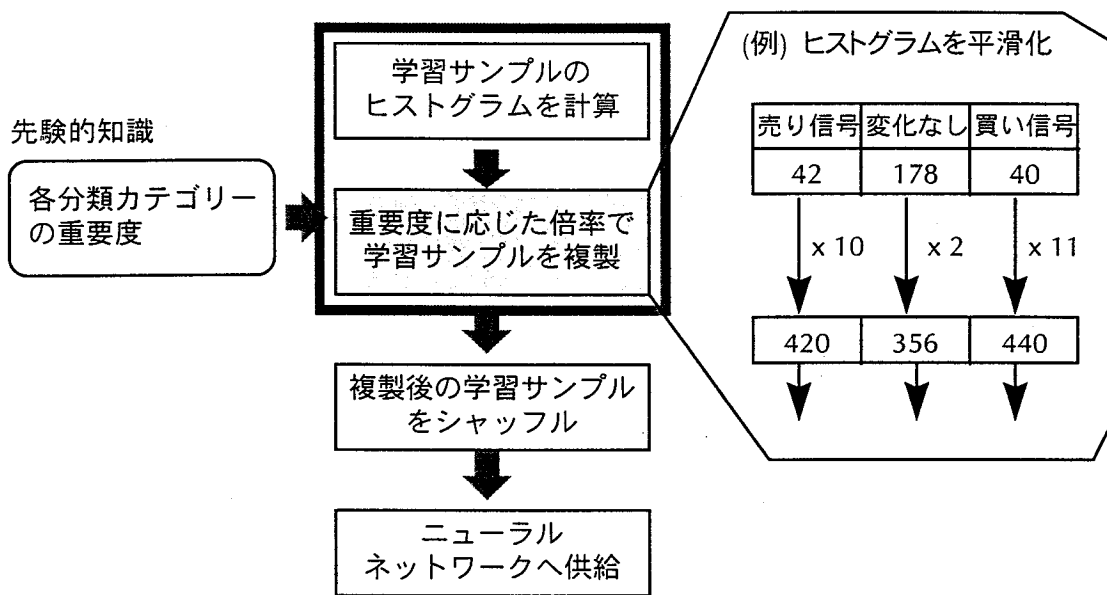 学習サンプルの
ヒストグラムを計算
先験的知識
各分類カテゴリー
の重要度
重要度に応じた倍率で
学習サンプルを複製
複製後の学習サンプル
をシャッフル
ニューラル
ネットワークへ供給
(例) ヒストグラムを平滑化
売り信号 変化なし 買い信号
42 178 40
x 10 x 2 x 11
420 356 440